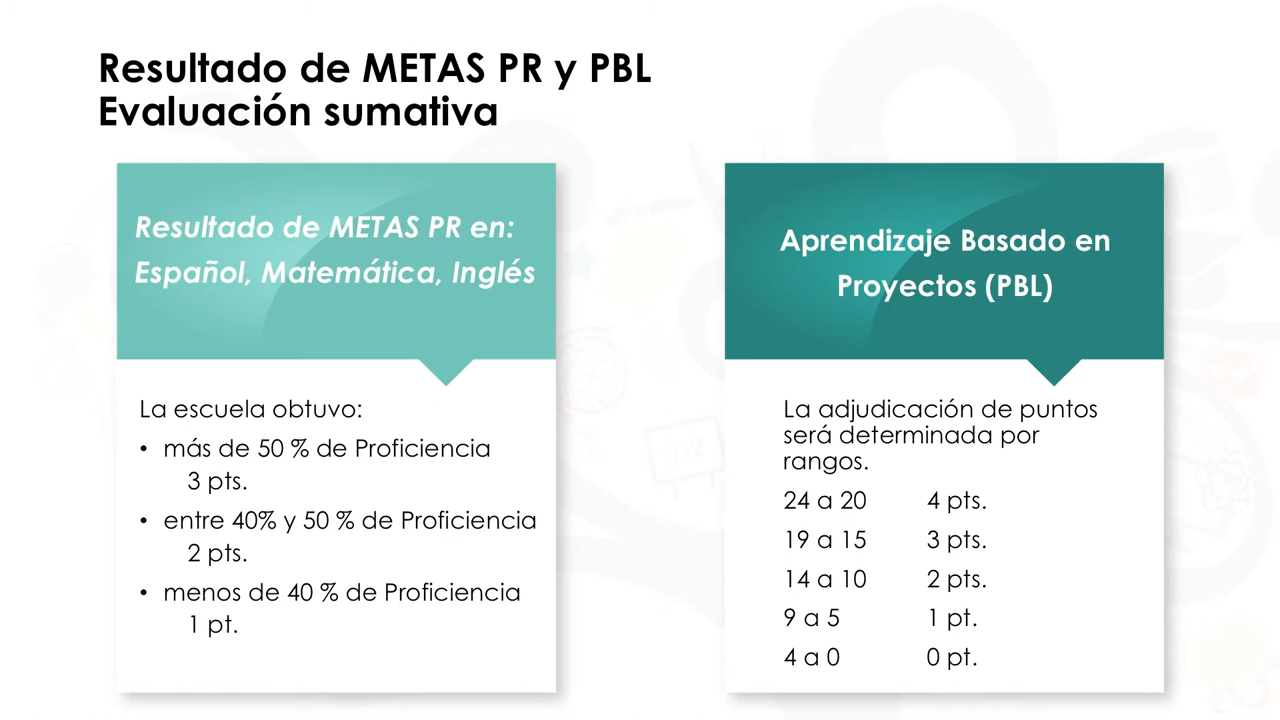 Resultado de METAS PR y PBL
Evaluación sumativa
Resultado de METAS PR en:
Español, Matemática, Inglés
La escuela obtuvo:
• más de 50 % de Proficiencia
3 pts.
• entre 40% y 50 % de Proficiencia
2 pts.
• menos de 40 % de Proficiencia
1 pt.
Aprendizaje Basado en
Proyectos (PBL)
La adjudicación de puntos
será determinada por
rangos.
24 a 20 4 pts.
19 a 15 3 pts.
14 a 10 2 pts.
9 a 5 1 pt.
4 a 0 0 pt.